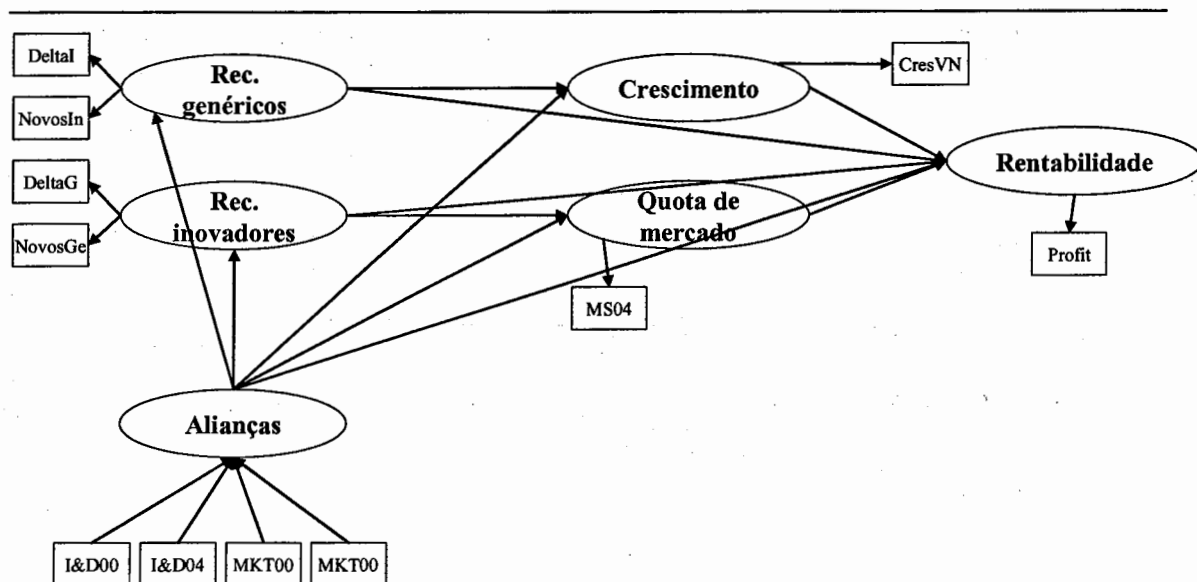 DeltaI
Rec.
genéricos
Crescimento
CresVN
NovosIn
DeltaG
Rec.
inovadores
Quota de
mercado
Rentabilidade
NovosGe
Profit
MS04
Alianças
I&D00
I&D04
MKT00
MKT00